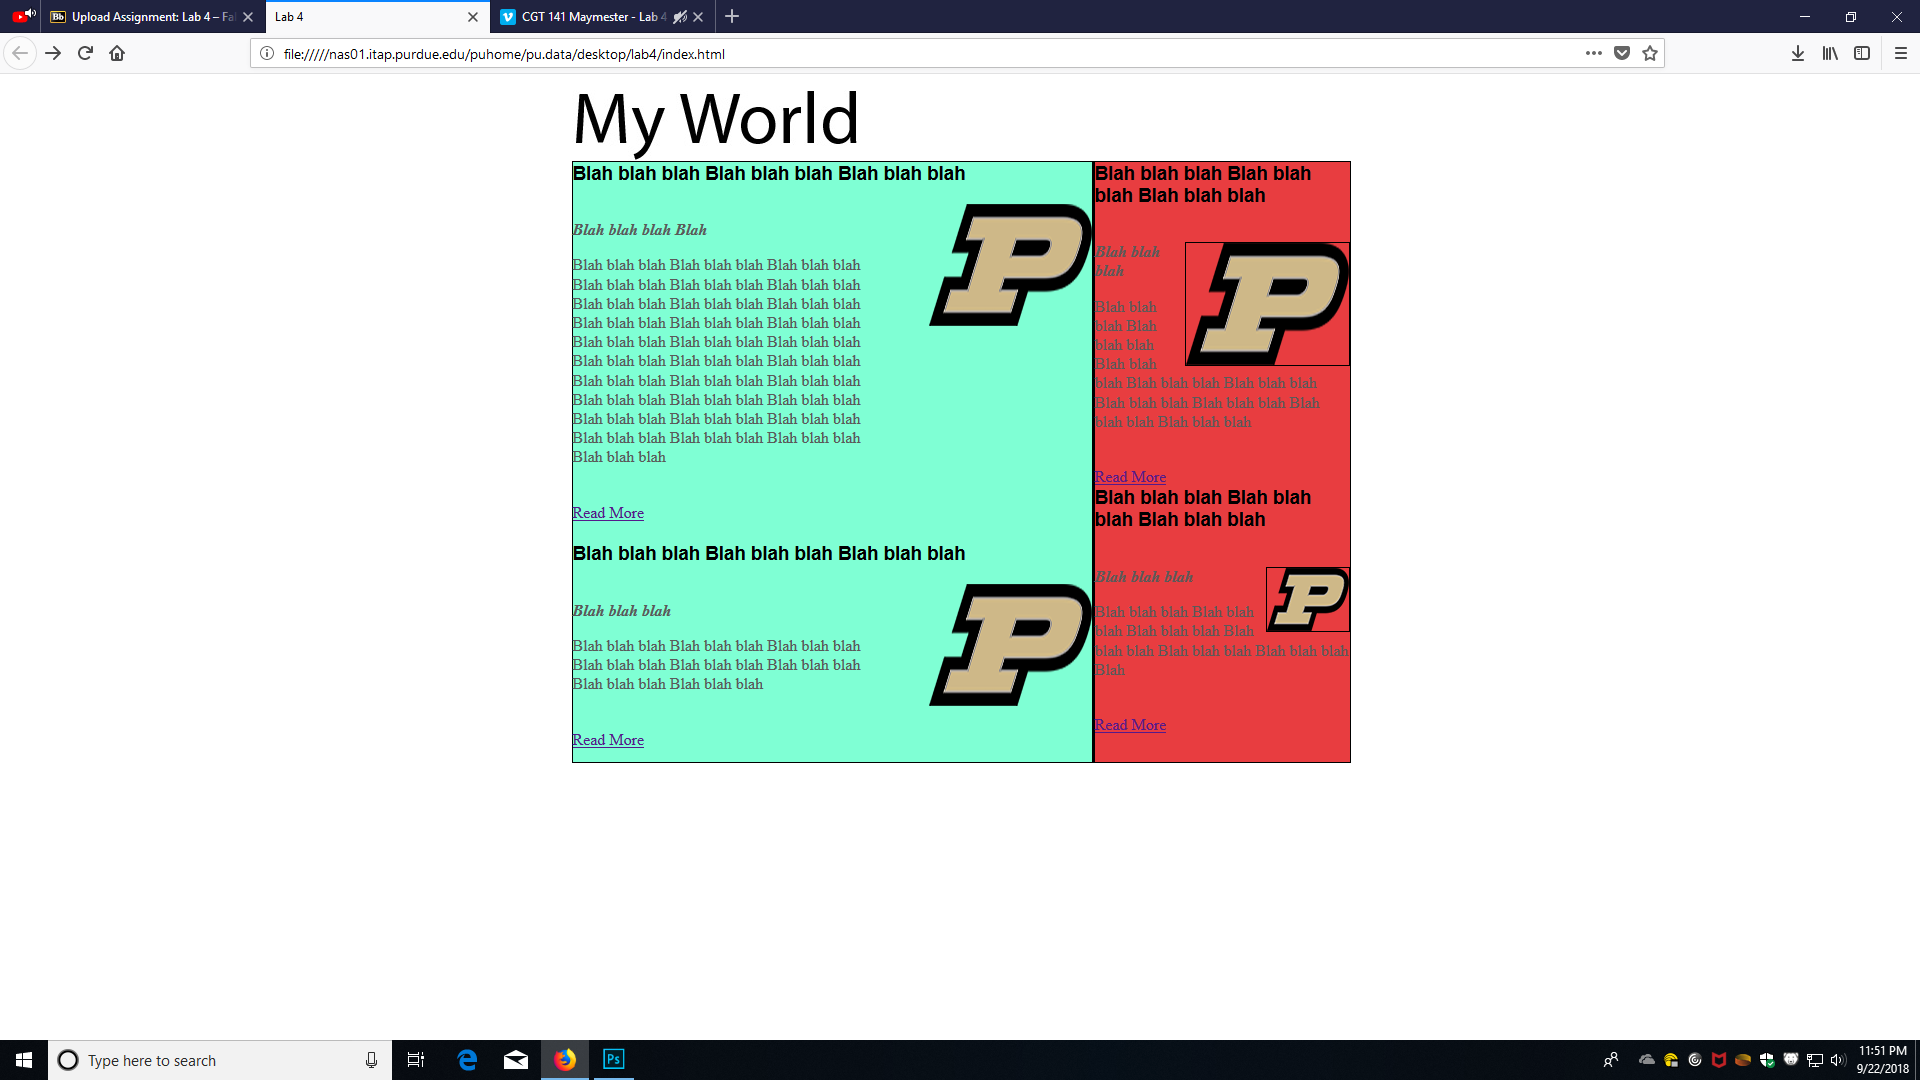 Bb Upload Assignment: Lab 4 – Fa
Lab 4
CGT 141 Maymester - Lab 4
file://///nas01.itap.purdue.edu/puhome/pu.data/desktop/lab4/index.html
My World
Blah blah blah Blah blah blah Blah blah blah
Blah blah blah Blah
Blah blah blah Blah blah blah Blah blah blah
Blah blah blah Blah blah blah Blah blah blah
Blah blah blah Blah blah blah Blah blah blah
Blah blah blah Blah blah blah Blah blah blah
Blah blah blah Blah blah blah Blah blah blah
Blah blah blah Blah blah blah Blah blah blah
Blah blah blah Blah blah blah Blah blah blah
Blah blah blah Blah blah blah Blah blah blah
Blah blah blah Blah blah blah Blah blah blah
Blah blah blah Blah blah blah Blah blah blah
Blah blah blah
Read More
Blah blah blah Blah blah blah Blah blah blah
Blah blah blah
Blah blah blah Blah blah blah Blah blah blah
Blah blah blah Blah blah blah Blah blah blah
Blah blah blah Blah blah blah
Read More
Blah blah blah Blah blah
blah Blah blah blah
Blah blah
blah
Blah blah
blah Blah
blah blah
Blah blah
blah Blah blah blah Blah blah blah
Blah blah blah Blah blah blah Blah
blah blah Blah blah blah
Read More
Blah blah blah Blah blah
blah Blah blah blah
Blah blah blah
Blah blah blah Blah blah
blah Blah blah blah Blah
blah blah Blah blah blah Blah blah blah
Blah
Read More
P
P
P
P
Type here to search
Ps
11:51 PM
9/22/2018